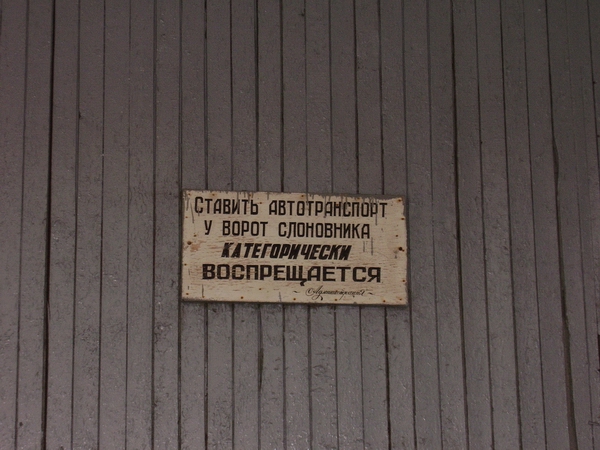 СТАВИТЬ АВТОТРАНСПОРТ
У ВОРОТ СЛОНОВНИКА
КАТЕГОРИЧЕСКИ
ВОСПРЕЩАЕТСЯ